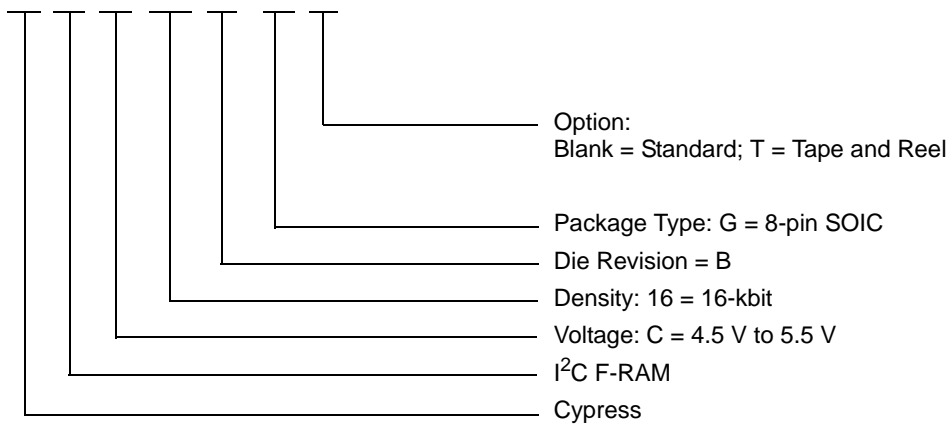 Option:
Blank = Standard; T = Tape and Reel
Package Type: G = 8-pin SOIC
Die Revision = B
Density: 16 = 16-kbit
Voltage: C = 4.5 V to 5.5 V
I²C F-RAM
Cypress